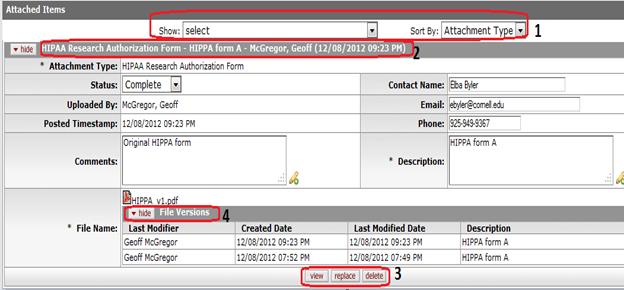 Attached Items
Show: select Sort By: Attachment Type 1
hide HIPAA Research Authorization Form - HIPPA form A - McGregor, Geoff (12/08/2012 09:23 PM) 2
* Attachment Type: HIPAA Research Authorization Form
Status: Complete Contact Name: Elba Byler
Uploaded By: McGregor, Geoff Email: ebyler@cornell.edu
Posted Timestamp: 12/08/2012 09:23 PM Phone: 925-949-9367
Comments: Original HIPPA form * Description: HIPPA form A
HIPPA_v1.pdf
hide File Versions 4
* File Name: Last Modifier Created Date Last Modified Date Description
Geoff McGregor 12/08/2012 09:23 PM 12/08/2012 09:23 PM HIPPA form A
Geoff McGregor 12/08/2012 07:52 PM 12/08/2012 07:49 PM HIPPA form A
view replace delete 3